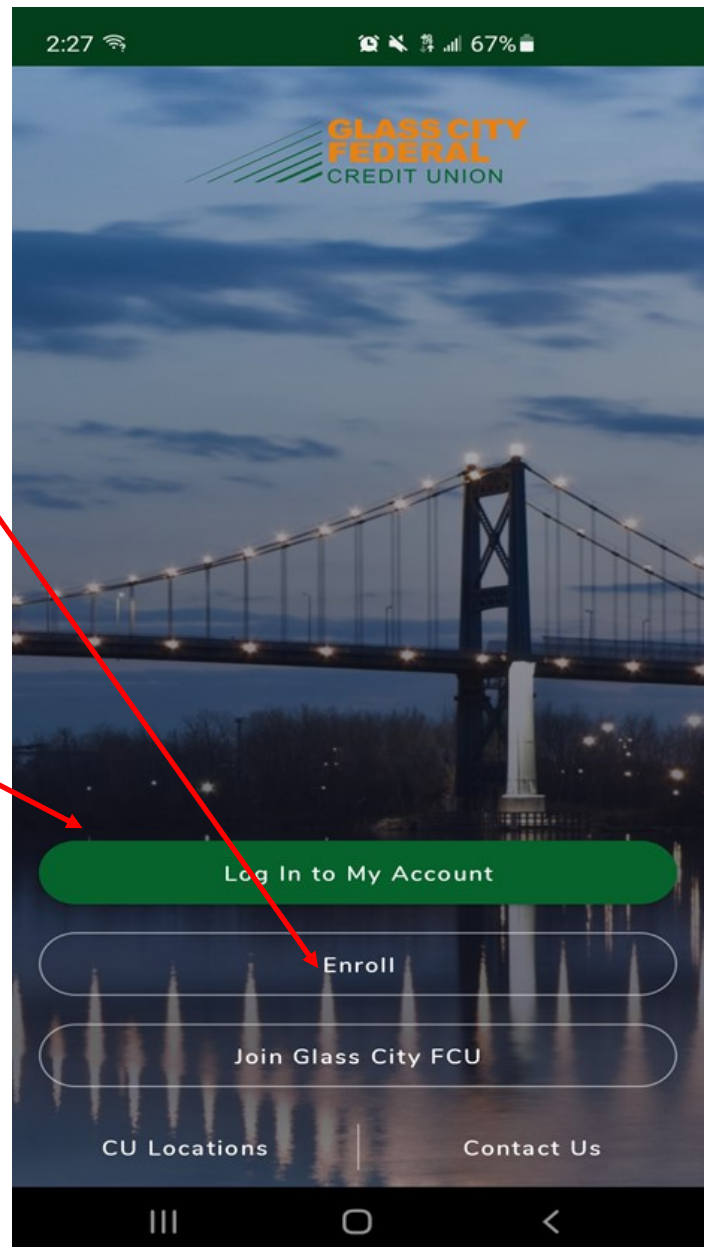 2:27
67%
GLASS CITY
FEDERAL
CREDIT UNION
Log In to My Account
Enroll
Join Glass City FCU
CU Locations
Contact Us